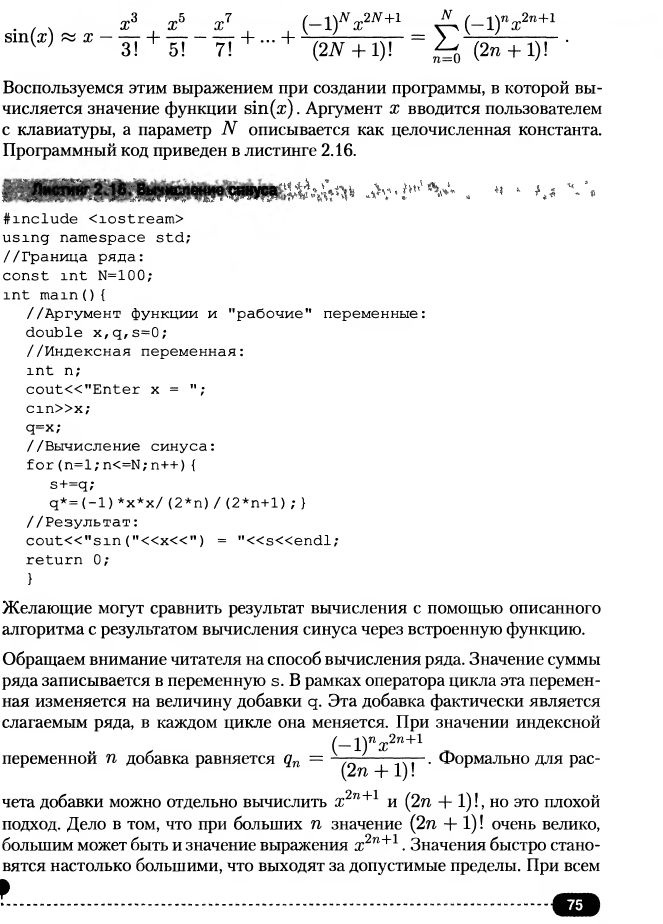 sin(x) ≈ x − x³/3! + x⁵/5! − x⁷/7! + ... + (−1)ᴺx²ᴺ⁺¹/(2N + 1)! = ∑ₙ₌₀ᴺ (−1)ⁿx²ⁿ⁺¹/(2n + 1)! .
Воспользуемся этим выражением при создании программы, в которой вы-
числяется значение функции sin(x). Аргумент x вводится пользователем
с клавиатуры, а параметр N описывается как целочисленная константа.
Программный код приведен в листинге 2.16.
Листинг 2.16. Вычисление синуса
#include <iostream>
using namespace std;
//Граница ряда:
const int N=100;
int main(){
//Аргумент функции и "рабочие" переменные:
double x,q,s=0;
//Индексная переменная:
int n;
cout<<"Enter x = ";
cin>>x;
q=x;
//Вычисление синуса:
for(n=1;n<=N;n++){
s+=q;
q*=(-1)*x*x/(2*n)/(2*n+1);}
//Результат:
cout<<"sin("<<x<<") = "<<s<<endl;
return 0;
}
Желающие могут сравнить результат вычисления с помощью описанного
алгоритма с результатом вычисления синуса через встроенную функцию.
Обращаем внимание читателя на способ вычисления ряда. Значение суммы
ряда записывается в переменную s. В рамках оператора цикла эта перемен-
ная изменяется на величину добавки q. Эта добавка фактически является
слагаемым ряда, в каждом цикле она меняется. При значении индексной
переменной n добавка равняется qₙ = (−1)ⁿx²ⁿ⁺¹/(2n + 1)!. Формально для рас-
чета добавки можно отдельно вычислить x²ⁿ⁺¹ и (2n + 1)!, но это плохой
подход. Дело в том, что при больших n значение (2n + 1)! очень велико,
большим может быть и значение выражения x²ⁿ⁺¹. Значения быстро стано-
вятся настолько большими, что выходят за допустимые пределы. При всем
75